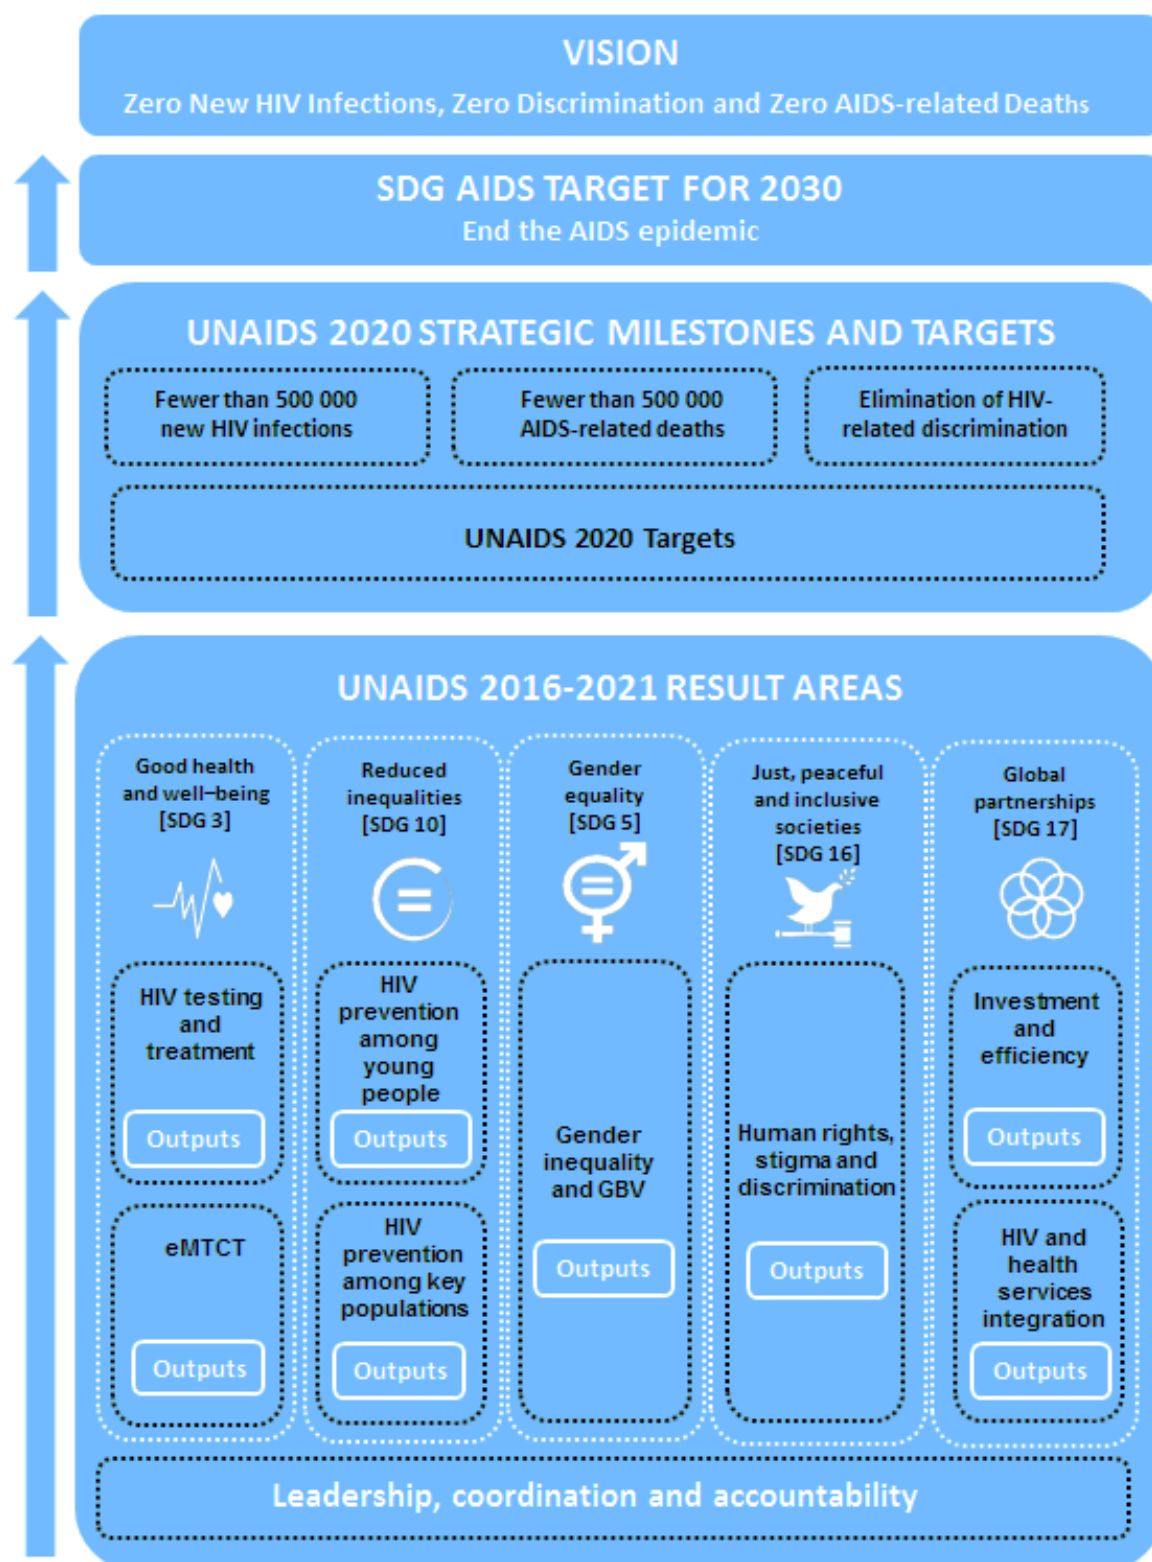 VISION
Zero New HIV Infections, Zero Discrimination and Zero AIDS-related Deaths
SDG AIDS TARGET FOR 2030
End the AIDS epidemic
UNAIDS 2020 STRATEGIC MILESTONES AND TARGETS
Fewer than 500 000
new HIV infections
Fewer than 500 000
AIDS-related deaths
Elimination of HIV-
related discrimination
UNAIDS 2020 Targets
UNAIDS 2016-2021 RESULT AREAS
Good health
and well–being
[SDG 3]
HIV testing
and
treatment
Outputs
eMTCT
Outputs
Reduced
inequalities
[SDG 10]
HIV
prevention
among
young
people
Outputs
HIV
prevention
among key
populations
Outputs
Gender
equality
[SDG 5]
Gender
inequality
and GBV
Outputs
Just, peaceful
and inclusive
societies
[SDG 16]
Human rights,
stigma and
discrimination
Outputs
Global
partnerships
[SDG 17]
Investment
and
efficiency
Outputs
HIV and
health
services
integration
Outputs
Leadership, coordination and accountability